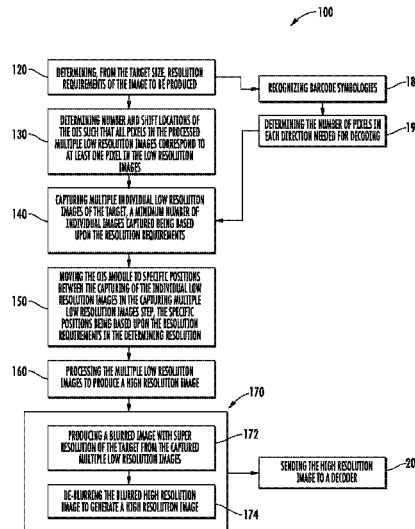 100
120
DETERMINING, FROM THE TARGET SIZE, RESOLUTION
REQUIREMENTS OF THE IMAGE TO BE PRODUCED
RECOGNIZING BARCODE SYMBOLOGIES
18
130
DETERMINING NUMBER AND SHIFT LOCATIONS OF
THE OIS SUCH THAT ALL PIXELS IN THE PROCESSED
MULTIPLE LOW RESOLUTION IMAGES CORRESPOND TO
AT LEAST ONE PIXEL IN THE LOW RESOLUTION
IMAGES
DETERMINING THE NUMBER OF PIXELS IN
EACH DIRECTION NEEDED FOR DECODING
19
140
CAPTURING MULTIPLE INDIVIDUAL LOW RESOLUTION
IMAGES OF THE TARGET, A MINIMUM NUMBER OF
INDIVIDUAL IMAGES CAPTURED BEING BASED
UPON THE RESOLUTION REQUIREMENTS
150
MOVING THE OIS MODULE TO SPECIFIC POSITIONS
BETWEEN THE CAPTURING OF THE INDIVIDUAL LOW
RESOLUTION IMAGES IN THE CAPTURING MULTIPLE
LOW RESOLUTION IMAGES STEP, THE SPECIFIC
POSITIONS BEING BASED UPON THE RESOLUTION
REQUIREMENTS IN THE DETERMINING RESOLUTION
160
PROCESSING THE MULTIPLE LOW RESOLUTION
IMAGES TO PRODUCE A HIGH RESOLUTION IMAGE
170
PRODUCING A BLURRED IMAGE WITH SUPER
RESOLUTION OF THE TARGET FROM THE CAPTURED
MULTIPLE LOW RESOLUTION IMAGES
172
DE-BLURRING THE BLURRED HIGH RESOLUTION
IMAGE TO GENERATE A HIGH RESOLUTION IMAGE
174
SENDING THE HIGH RESOLUTION
IMAGE TO A DECODER
20